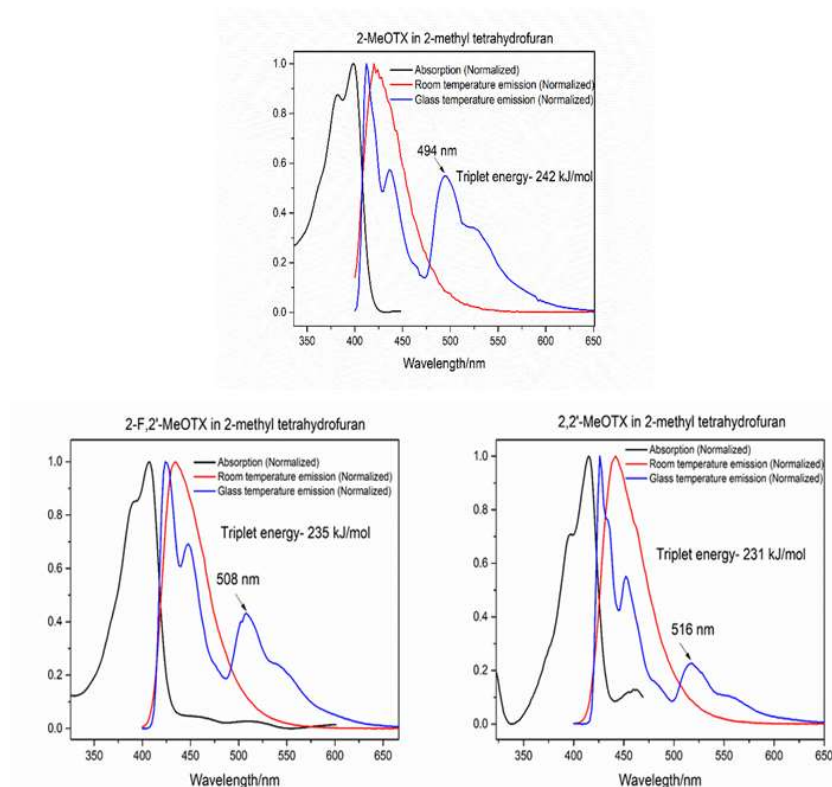 2-MeOTX in 2-methyl tetrahydrofuran
Absorption (Normalized)
Room temperature emission (Normalized)
Glass temperature emission (Normalized)
494 nm
Triplet energy- 242 kJ/mol
1.0
0.8
0.6
0.4
0.2
0.0
350 400 450 500 550 600 650
Wavelength/nm
2-F,2'-MeOTX in 2-methyl tetrahydrofuran
Absorption (Normalized)
Room temperature emission (Normalized)
Glass temperature emission (Normalized)
Triplet energy- 235 kJ/mol
508 nm
1.0
0.8
0.6
0.4
0.2
0.0
350 400 450 500 550 600 650
Wavelength/nm
2,2'-MeOTX in 2-methyl tetrahydrofuran
Absorption (Normalized)
Room temperature emission (Normalized)
Glass temperature emission (Normalized)
Triplet energy- 231 kJ/mol
516 nm
1.0
0.8
0.6
0.4
0.2
0.0
350 400 450 500 550 600 650
Wavelegth/nm